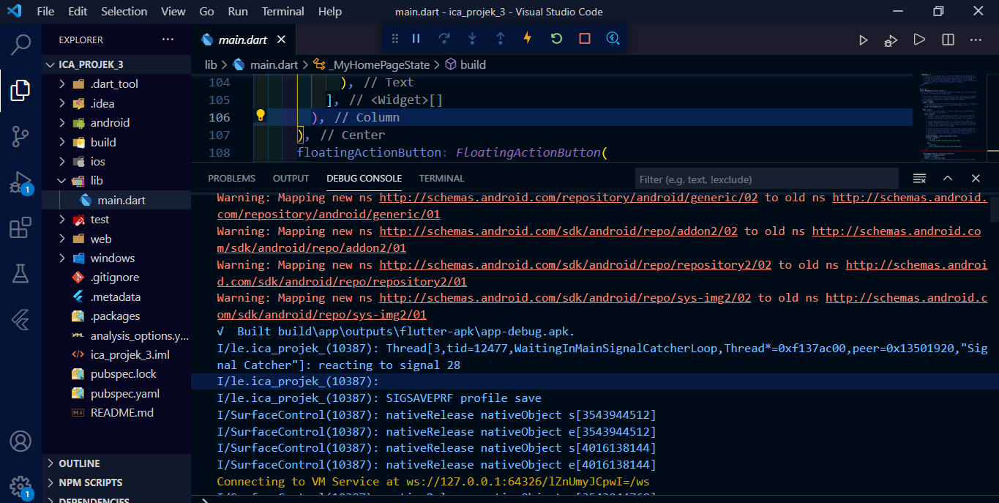 File Edit Selection View Go Run Terminal Help
main.dart - ica_projek_3 - Visual Studio Code
EXPLORER
ICA_PROJEK_3
.dart_tool
.idea
android
build
ios
lib
main.dart
test
web
windows
.gitignore
.metadata
.packages
analysis_options.y...
ica_projek_3.iml
pubspec.lock
pubspec.yaml
README.md
OUTLINE
NPM SCRIPTS
DEPENDENCIES
1
1
main.dart
lib > main.dart > _MyHomePageState > build
104 ), // Text
105 ], // <Widget>[]
106 ), // Column
107 ), // Center
108 floatingActionButton: FloatingActionButton(
PROBLEMS OUTPUT DEBUG CONSOLE TERMINAL
Filter (e.g. text, !exclude)
Warning: Mapping new ns http://schemas.android.com/repository/android/generic/02 to old ns http://schemas.android.
com/repository/android/generic/01
Warning: Mapping new ns http://schemas.android.com/sdk/android/repo/addon2/02 to old ns http://schemas.android.co
m/sdk/android/repo/addon2/01
Warning: Mapping new ns http://schemas.android.com/sdk/android/repo/repository2/02 to old ns http://schemas.androi
d.com/sdk/android/repo/repository2/01
Warning: Mapping new ns http://schemas.android.com/sdk/android/repo/sys-img2/02 to old ns http://schemas.android.c
om/sdk/android/repo/sys-img2/01
√ Built build\app\outputs\flutter-apk\app-debug.apk.
I/le.ica_projek_(10387): Thread[3,tid=12477,WaitingInMainSignalCatcherLoop,Thread*=0xf137ac00,peer=0x13501920,"Sig
nal Catcher"]: reacting to signal 28
I/le.ica_projek_(10387):
I/le.ica_projek_(10387): SIGSAVEPRF profile save
I/SurfaceControl(10387): nativeRelease nativeObject s[3543944512]
I/SurfaceControl(10387): nativeRelease nativeObject e[3543944512]
I/SurfaceControl(10387): nativeRelease nativeObject s[4016138144]
I/SurfaceControl(10387): nativeRelease nativeObject e[4016138144]
Connecting to VM Service at ws://127.0.0.1:64326/lZnUmyJCpwI=/ws